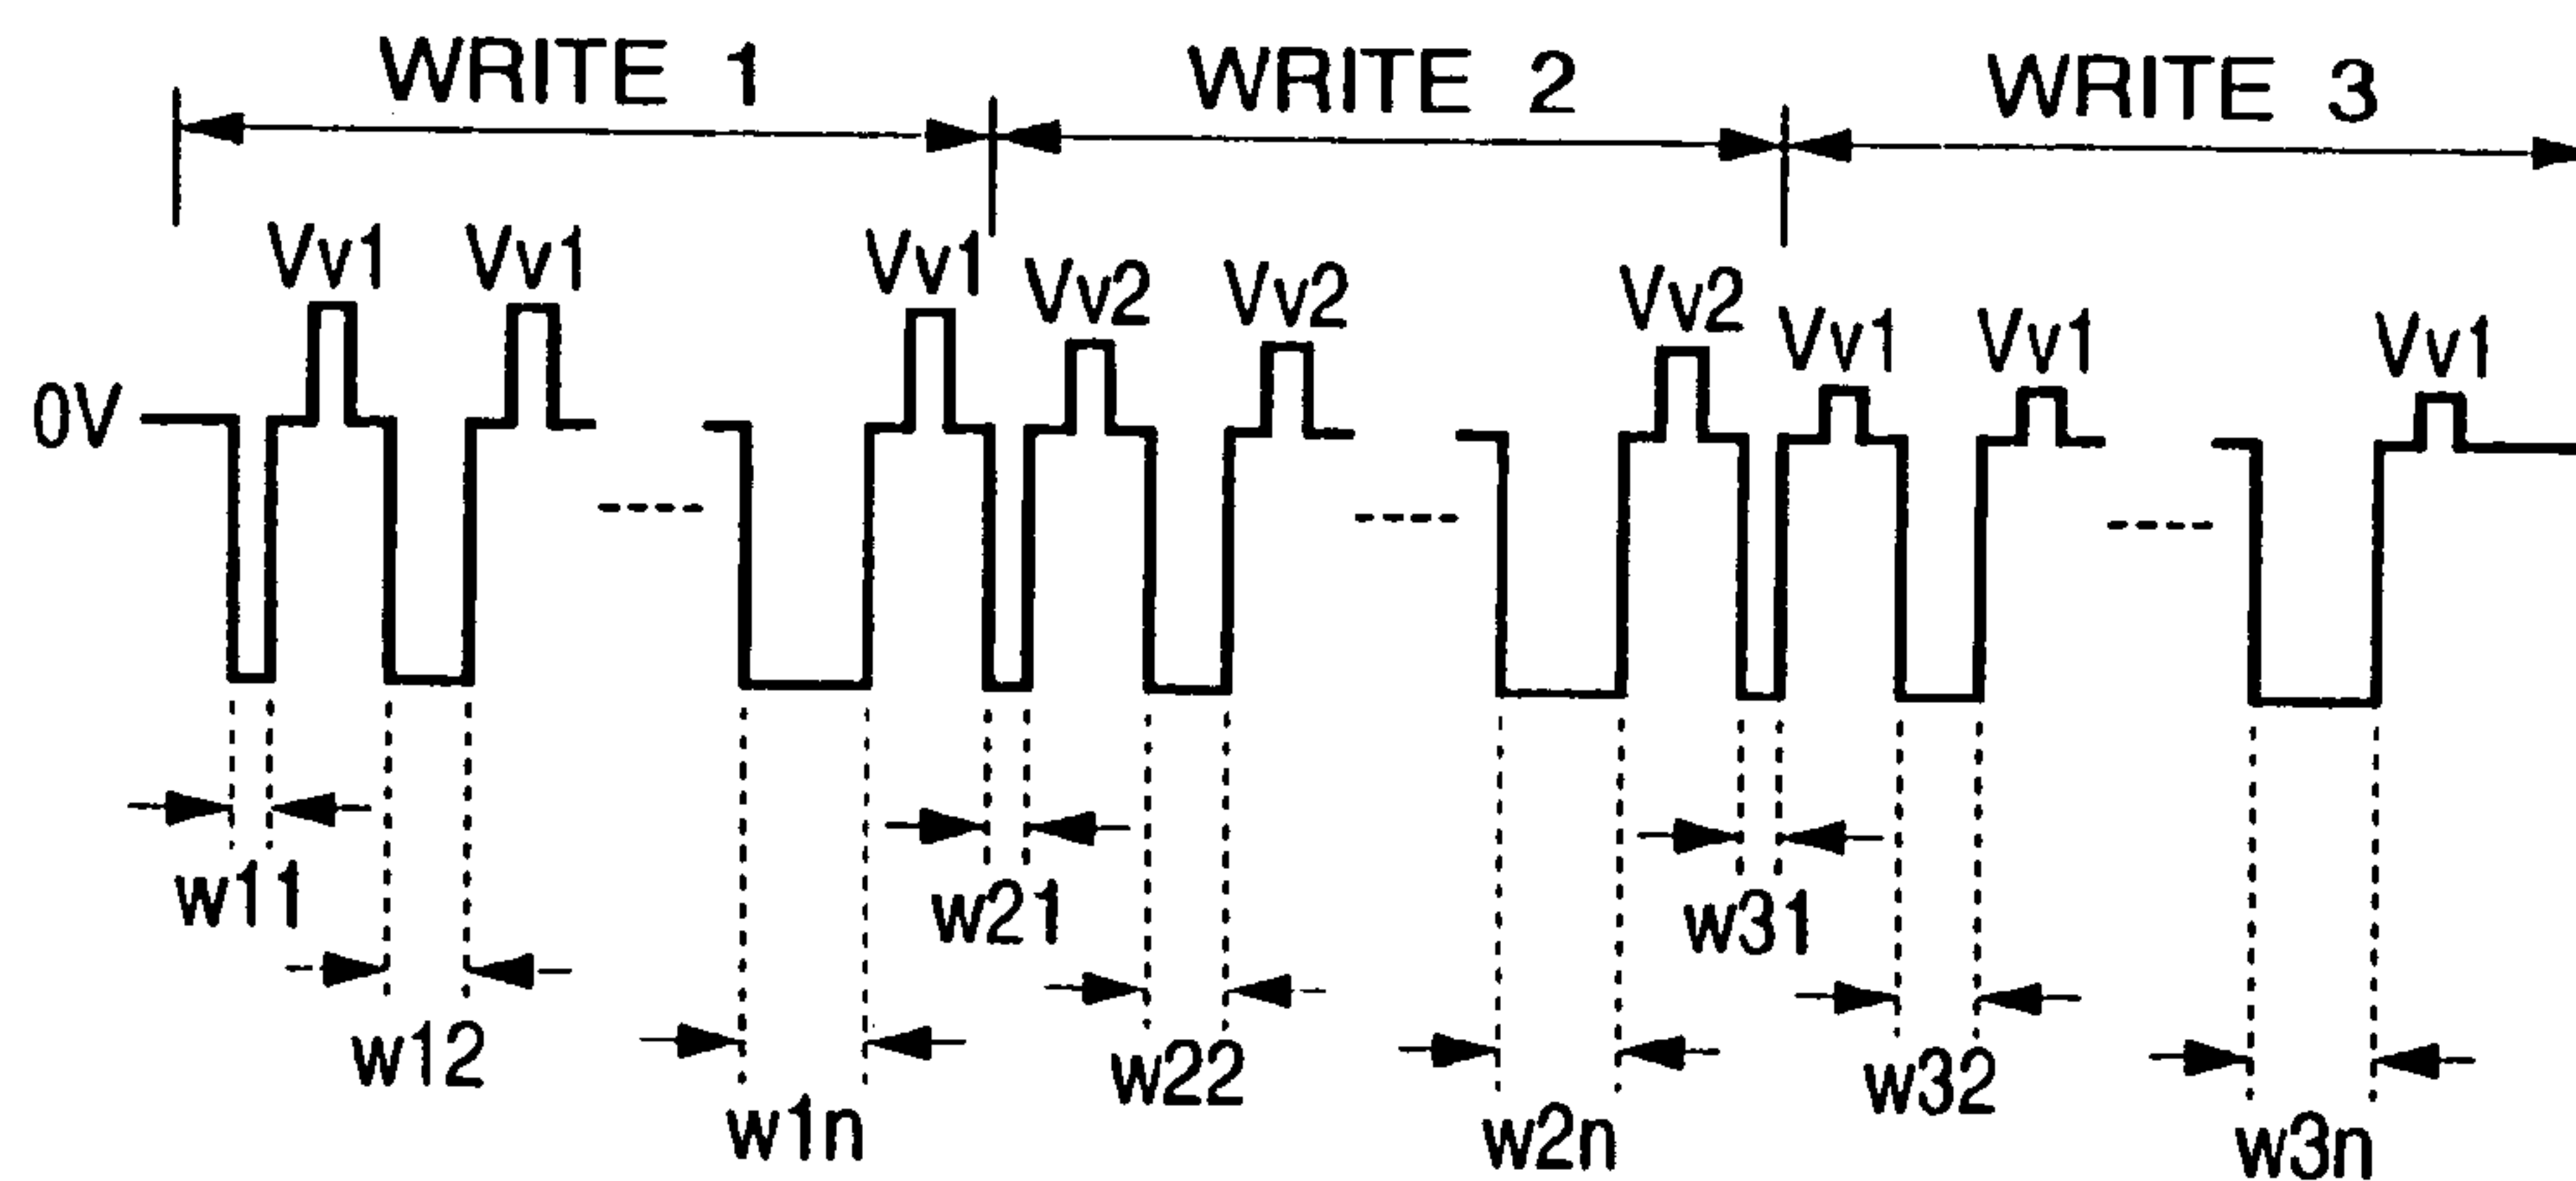 WRITE 1 WRITE 2 WRITE 3
Vv1 Vv1 Vv1 Vv2 Vv2 Vv2 Vv1 Vv1 Vv1
0V
w11 w21 w31
w12 w22 w32
w1n w2n w3n